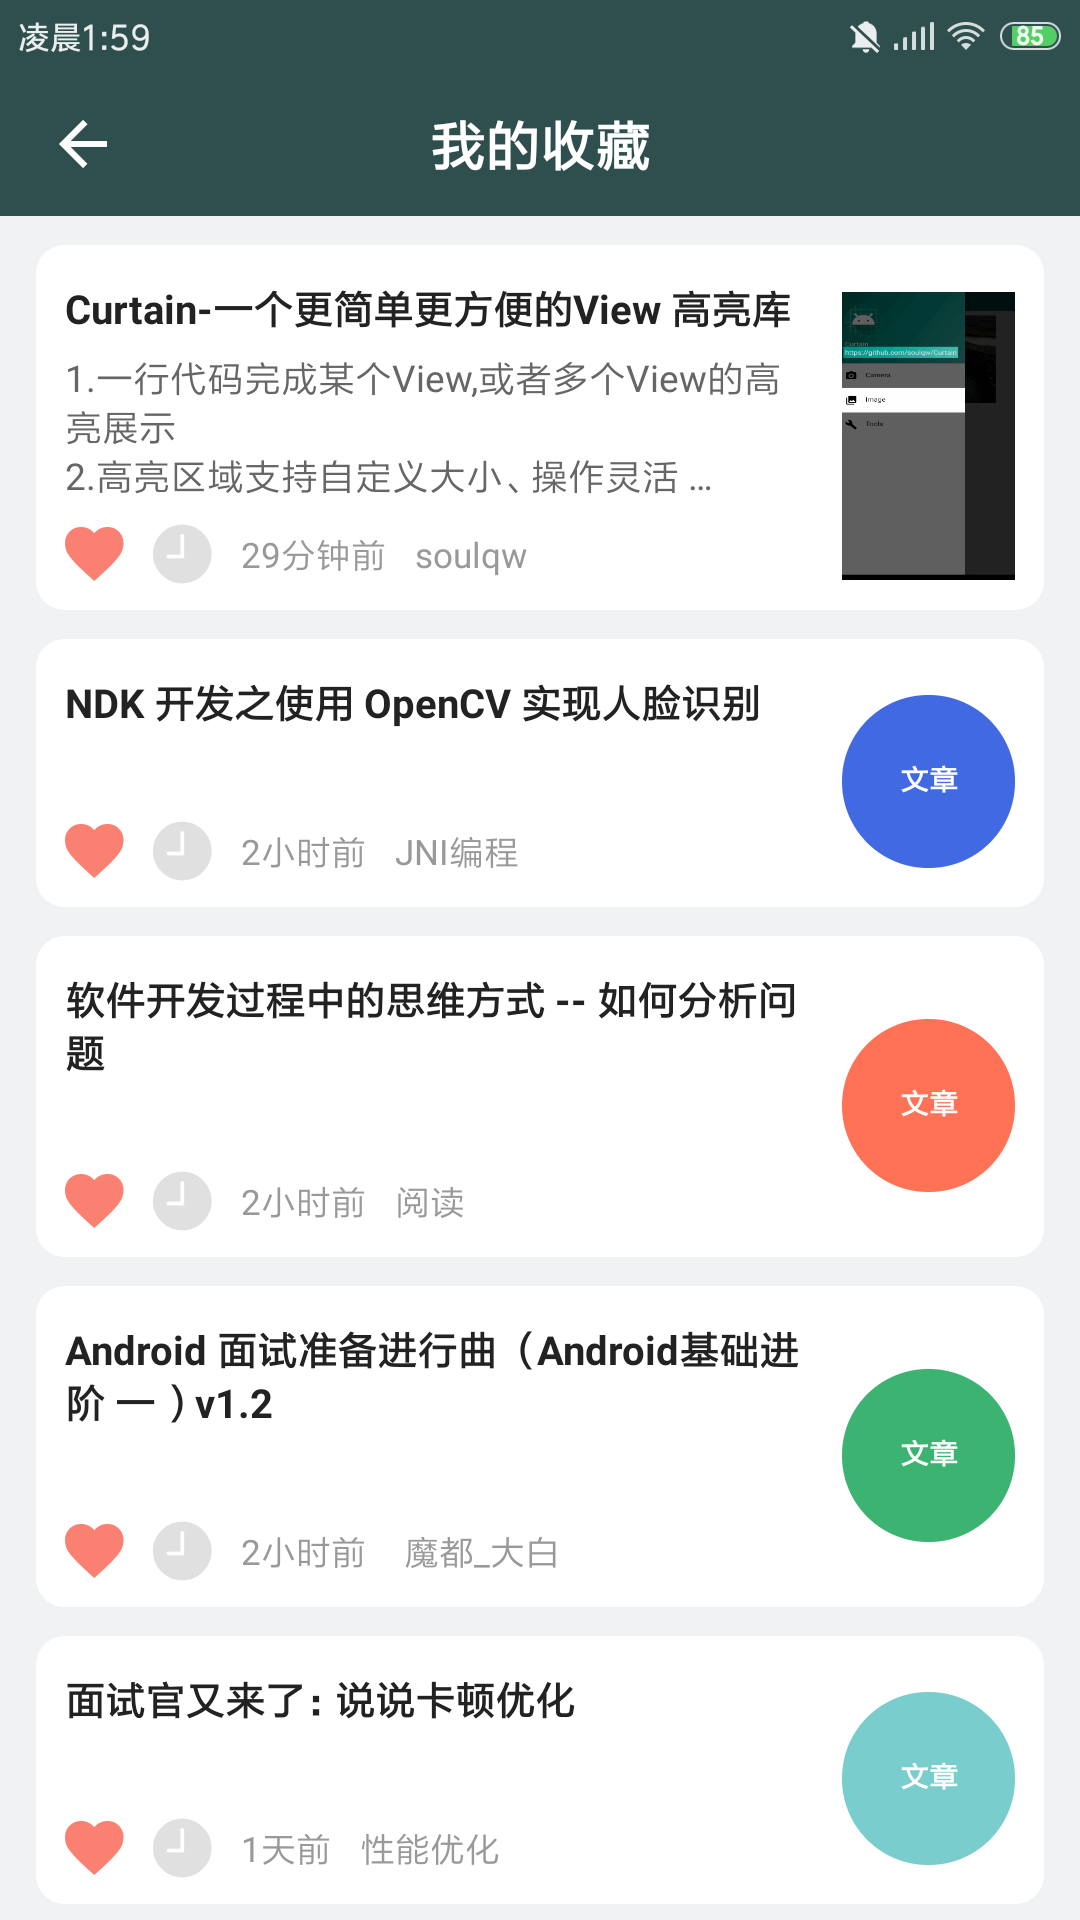 凌晨1:59
85
我的收藏
Curtain-一个更简单更方便的View 高亮库
1.一行代码完成某个View,或者多个View的高
亮展示
2.高亮区域支持自定义大小、操作灵活 ...
29分钟前 soulqw
Curtain
https://github.com/soulqw/Curtain
Camera
Image
Tools
NDK 开发之使用 OpenCV 实现人脸识别
文章
2小时前 JNI编程
软件开发过程中的思维方式 -- 如何分析问
题
文章
2小时前 阅读
Android 面试准备进行曲（Android基础进
阶 一 ）v1.2
文章
2小时前 魔都_大白
面试官又来了：说说卡顿优化
文章
1天前 性能优化